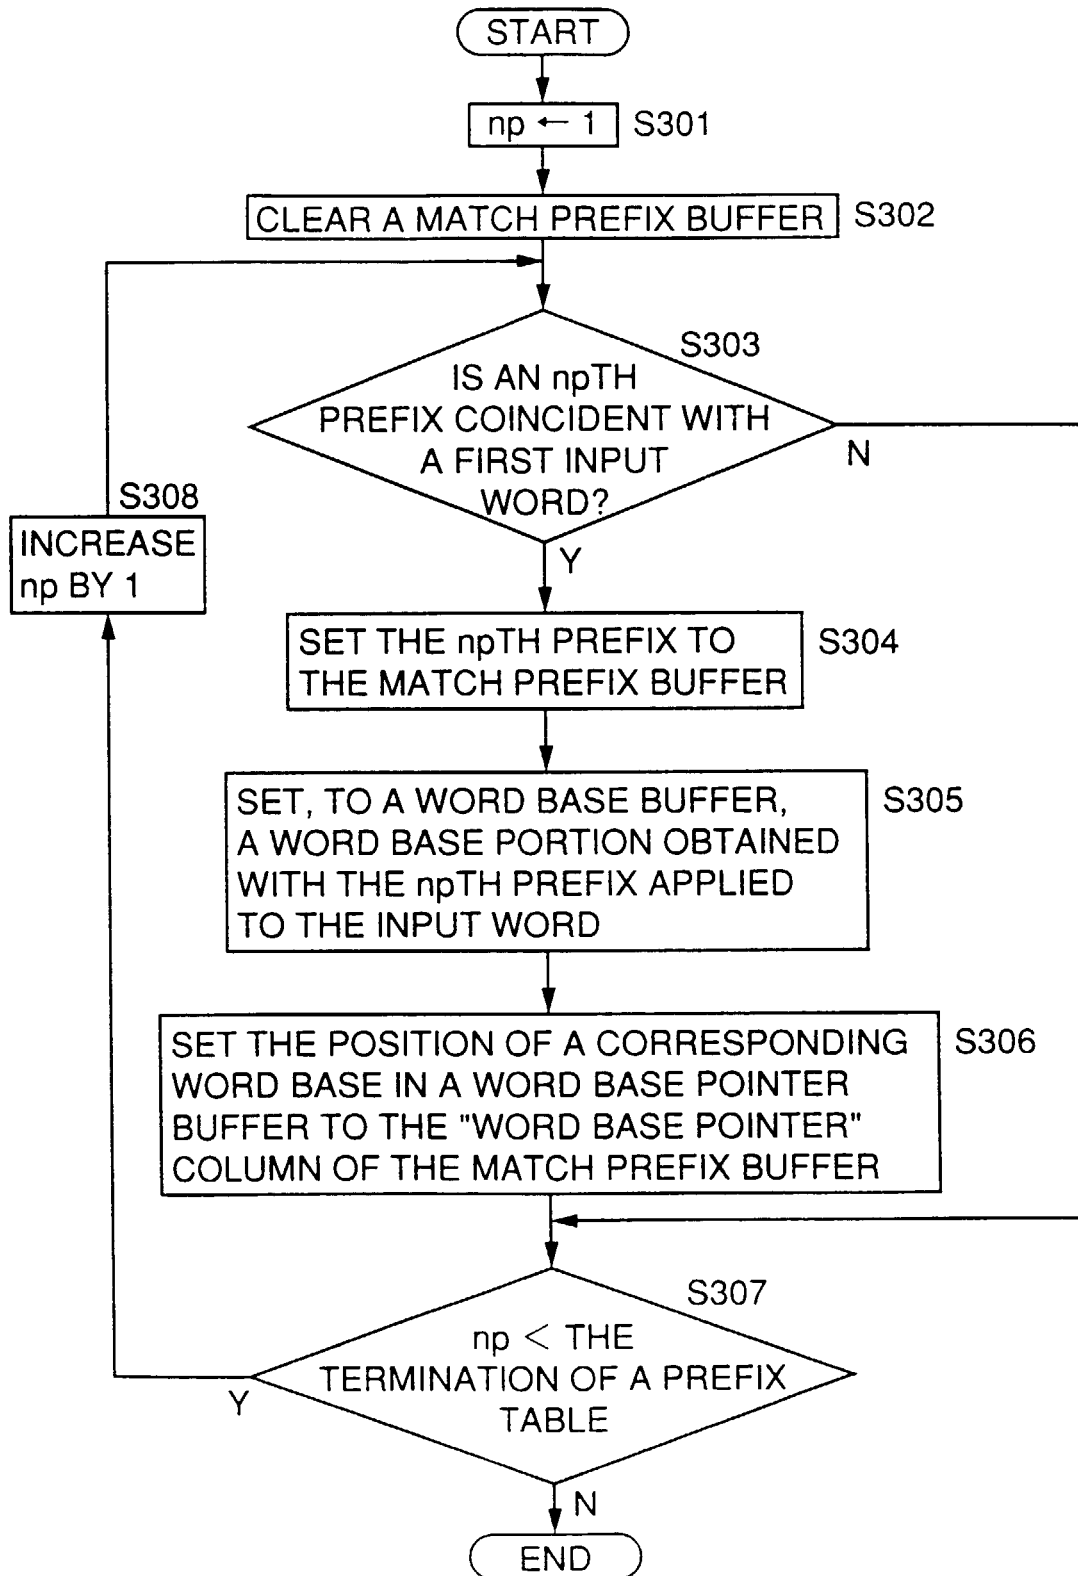 START
np ← 1 S301
CLEAR A MATCH PREFIX BUFFER S302
S303
IS AN npTH
PREFIX COINCIDENT WITH
A FIRST INPUT
WORD?
N
Y
S308
INCREASE
np BY 1
SET THE npTH PREFIX TO
THE MATCH PREFIX BUFFER
S304
SET, TO A WORD BASE BUFFER,
A WORD BASE PORTION OBTAINED
WITH THE npTH PREFIX APPLIED
TO THE INPUT WORD
S305
SET THE POSITION OF A CORRESPONDING
WORD BASE IN A WORD BASE POINTER
BUFFER TO THE "WORD BASE POINTER"
COLUMN OF THE MATCH PREFIX BUFFER
S306
S307
np < THE
TERMINATION OF A PREFIX
TABLE
Y
N
END